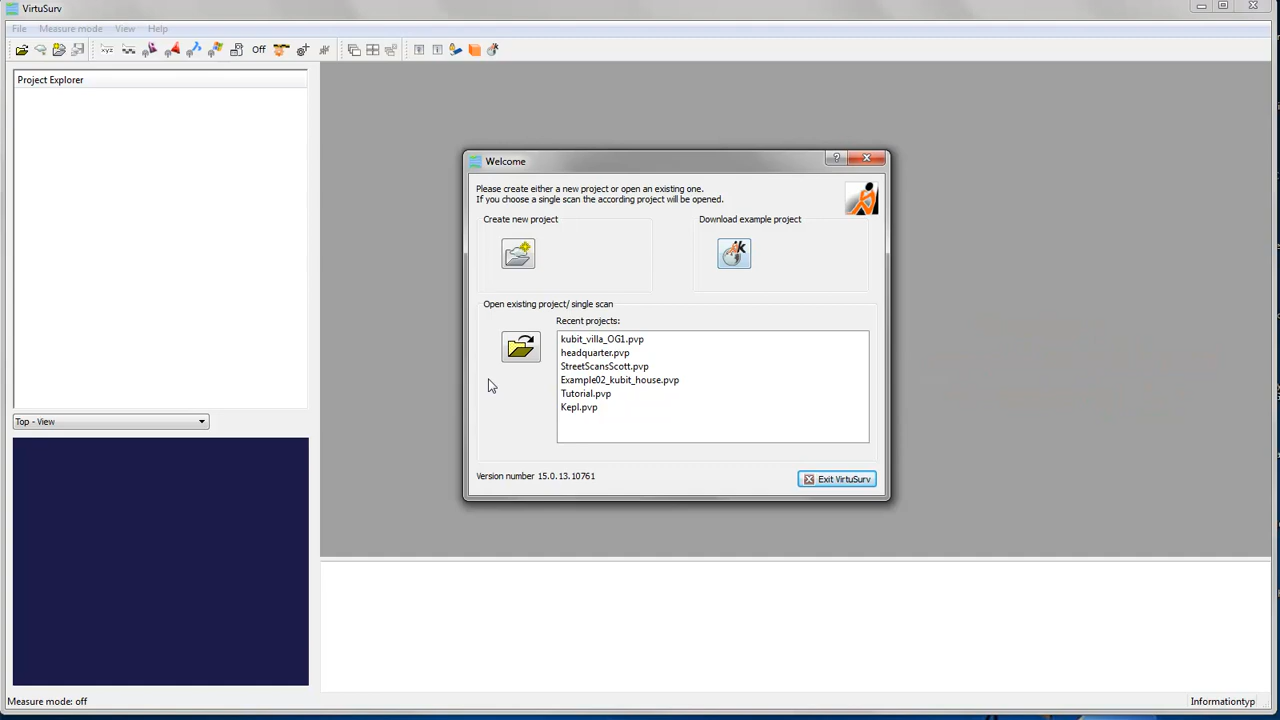 VirtuSurv
File Measure mode View Help
Off
Project Explorer
Top - View
Measure mode: off
Informationtyp
Welcome
Please create either a new project or open an existing one.
If you choose a single scan the according project will be opened.
Create new project
Download example project
Open existing project/ single scan
Recent projects:
kubit_villa_OG1.pvp
headquarter.pvp
StreetScansScott.pvp
Example02_kubit_house.pvp
Tutorial.pvp
Kepl.pvp
Version number 15.0.13.10761
Exit VirtuSurv